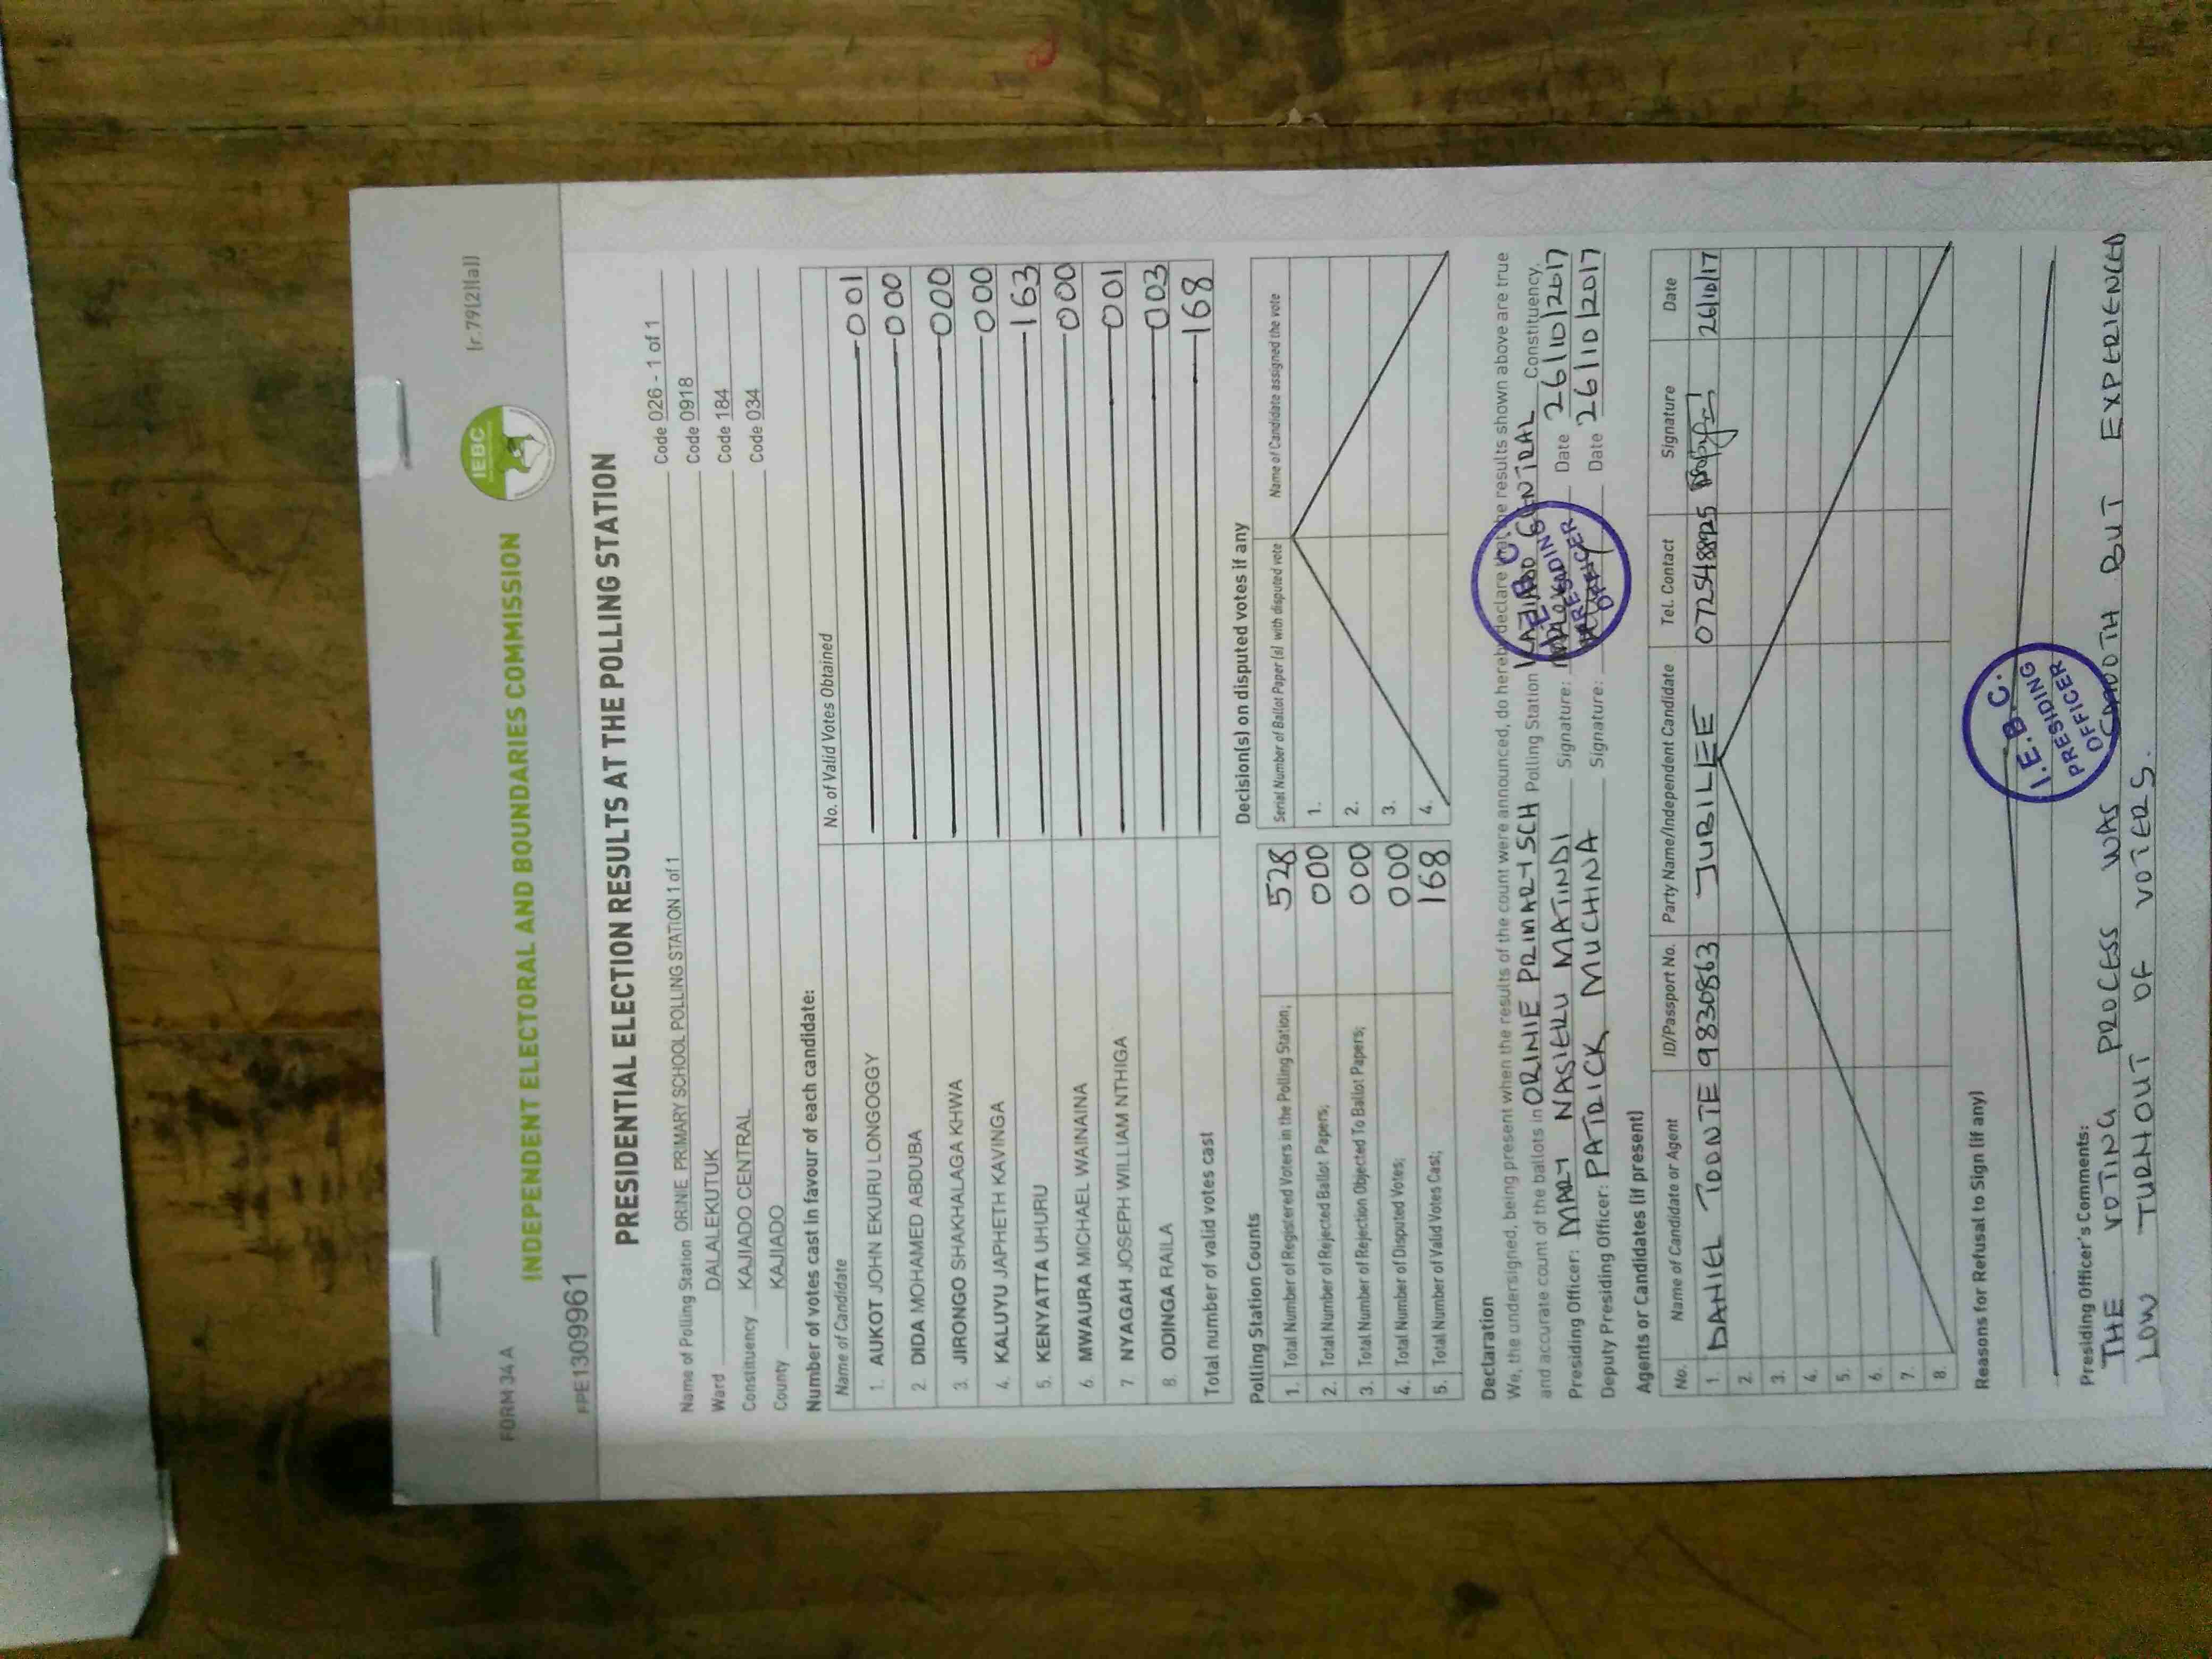 FORM 34 A
INDEPENDENT ELECTORAL AND BOUNDARIES COMMISSION
IEBC
(r.79(2)(a))
PPE1309961
PRESIDENTIAL ELECTION RESULTS AT THE POLLING STATION
Name of Polling Station ORINIE PRIMARY SCHOOL POLLING STATION 1 of 1 Code 026 - 1 of 1
Ward DALALEKUTUK Code 0918
Constituency KAJIADO CENTRAL Code 184
County KAJIADO Code 034
Number of votes cast in favour of each candidate:
Name of Candidate No. of Valid Votes Obtained
1. AUKOT JOHN EKURU LONGOGGY 001
2. DIDA MOHAMED ABDUBA 000
3. JIRONGO SHAKHALAGA KHWA 000
4. KALUYU JAPHETH KAVINGA 000
5. KENYATTA UHURU 163
6. MWAURA MICHAEL WAINAINA 000
7. NYAGAH JOSEPH WILLIAM NTHIGA 001
8. ODINGA RAILA 003
Total number of valid votes cast 168
Polling Station Counts
1. Total Number of Registered Voters in the Polling Station; 528
2. Total Number of Rejected Ballot Papers; 000
3. Total Number of Rejection Objected To Ballot Papers; 000
4. Total Number of Disputed Votes; 000
5. Total Number of Valid Votes Cast; 168
Decision(s) on disputed votes if any
Serial Number of Ballot Paper (s) with disputed vote Name of Candidate assigned the vote
1.
2.
3.
4.
Declaration
We, the undersigned, being present when the results of the count were announced, do hereby declare that the results shown above are true
and accurate count of the ballots in ORINIE PRIMARY SCH Polling Station KAJIADO CENTRAL Constituency.
Presiding Officer: MARY NASIEKU MATINDI Signature: Date 26/10/2017
Deputy Presiding Officer: PATRICK MUCHINA Signature: Date 26/10/2017
I.E.B.C.
PRESIDING
OFFICER
Agents or Candidates (if present)
No. Name of Candidate or Agent ID/Passport No. Party Name/Independent Candidate Tel. Contact Signature Date
1. DANIEL TOONTE 9830863 JUBILEE 0725488925 26/10/17
2.
3.
4.
5.
6.
7.
8.
Reasons for Refusal to Sign (if any)
I.E.B.C.
PRESIDING
OFFICER
Presiding Officer's Comments:
THE VOTING PROCESS WAS SMOOTH BUT EXPERIENCED
LOW TURNOUT OF VOTERS.